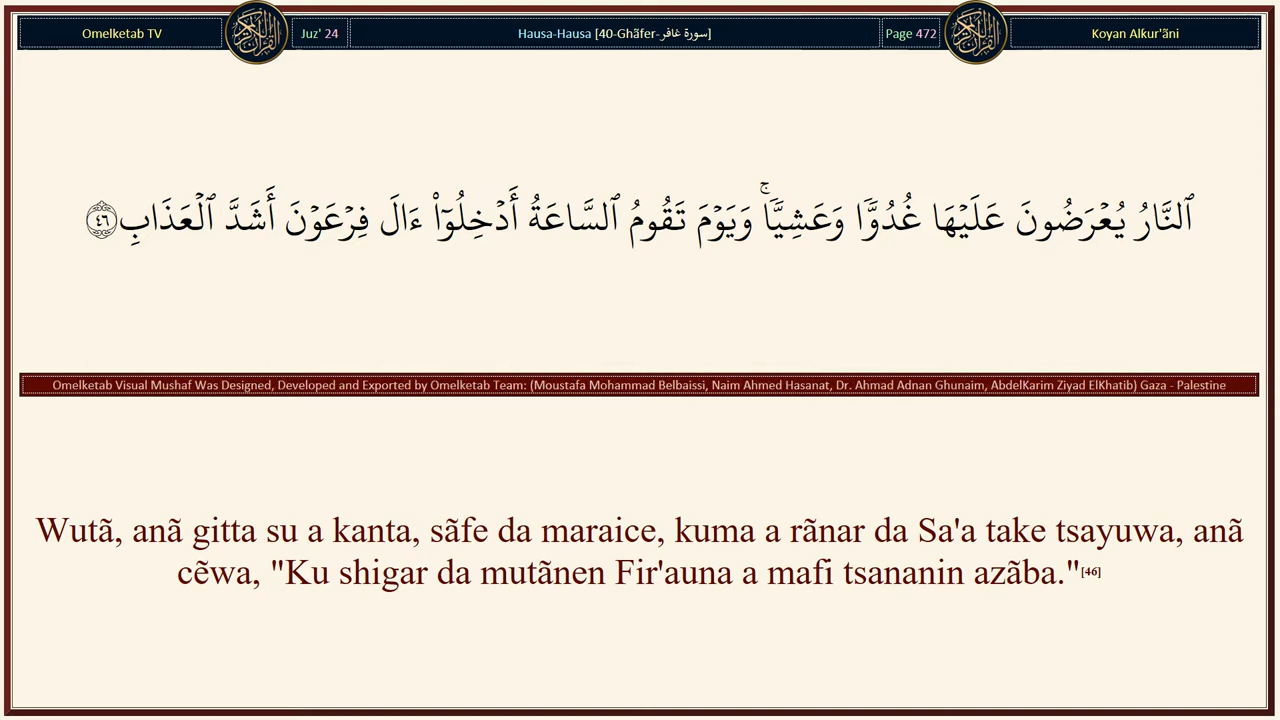 Omelketab TV
Juz' 24
Hausa-Hausa [40-Ghãfer-سورة غافر]
Page 472
Koyan Alƙur'ãni
ٱلنَّارُ يُعْرَضُونَ عَلَيْهَا غُدُوًّا وَعَشِيًّا ۚ وَيَوْمَ تَقُومُ ٱلسَّاعَةُ أَدْخِلُوٓا۟ ءَالَ فِرْعَوْنَ أَشَدَّ ٱلْعَذَابِ ٤٦
Omelketab Visual Mushaf Was Designed, Developed and Exported by Omelketab Team: (Moustafa Mohammad Belbaissi, Naim Ahmed Hasanat, Dr. Ahmad Adnan Ghunaim, AbdelKarim Ziyad ElKhatib) Gaza - Palestine
Wutã, anã gitta su a kanta, sãfe da maraice, kuma a rãnar da Sa'a take tsayuwa, anã
cẽwa, "Ku shigar da mutãnen Fir'auna a mafi tsananin azãba."[46]